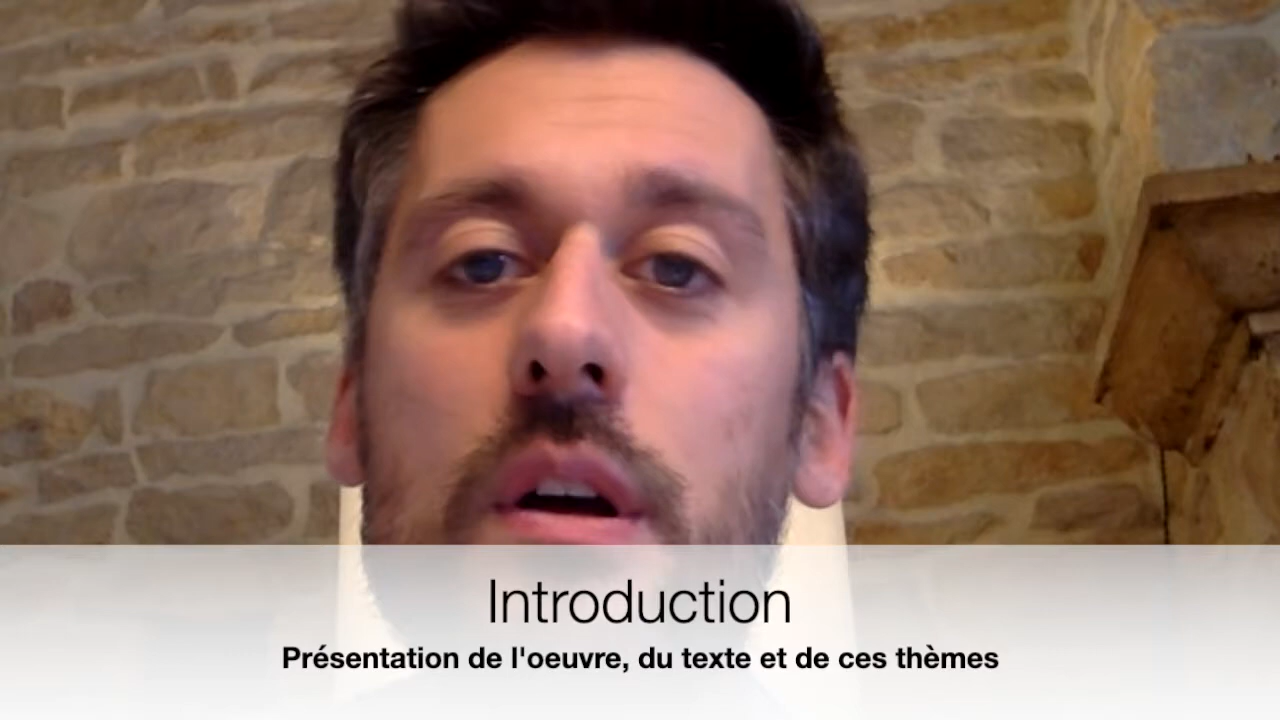 Introduction
Présentation de l'oeuvre, du texte et de ces thèmes